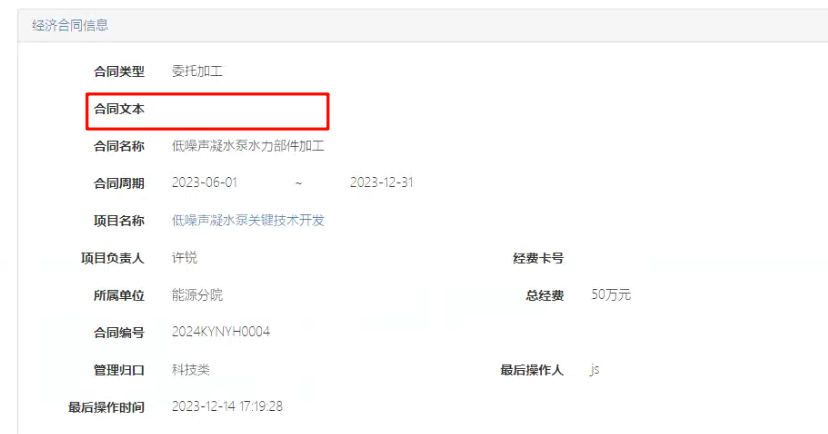 经济合同信息
合同类型 委托加工
合同文本
合同名称 低噪声凝水泵水力部件加工
合同周期 2023-06-01 ~ 2023-12-31
项目名称 低噪声凝水泵关键技术开发
项目负责人 许锐 经费卡号
所属单位 能源分院 总经费 50万元
合同编号 2024KYNYH0004
管理归口 科技类 最后操作人 js
最后操作时间 2023-12-14 17:19:28